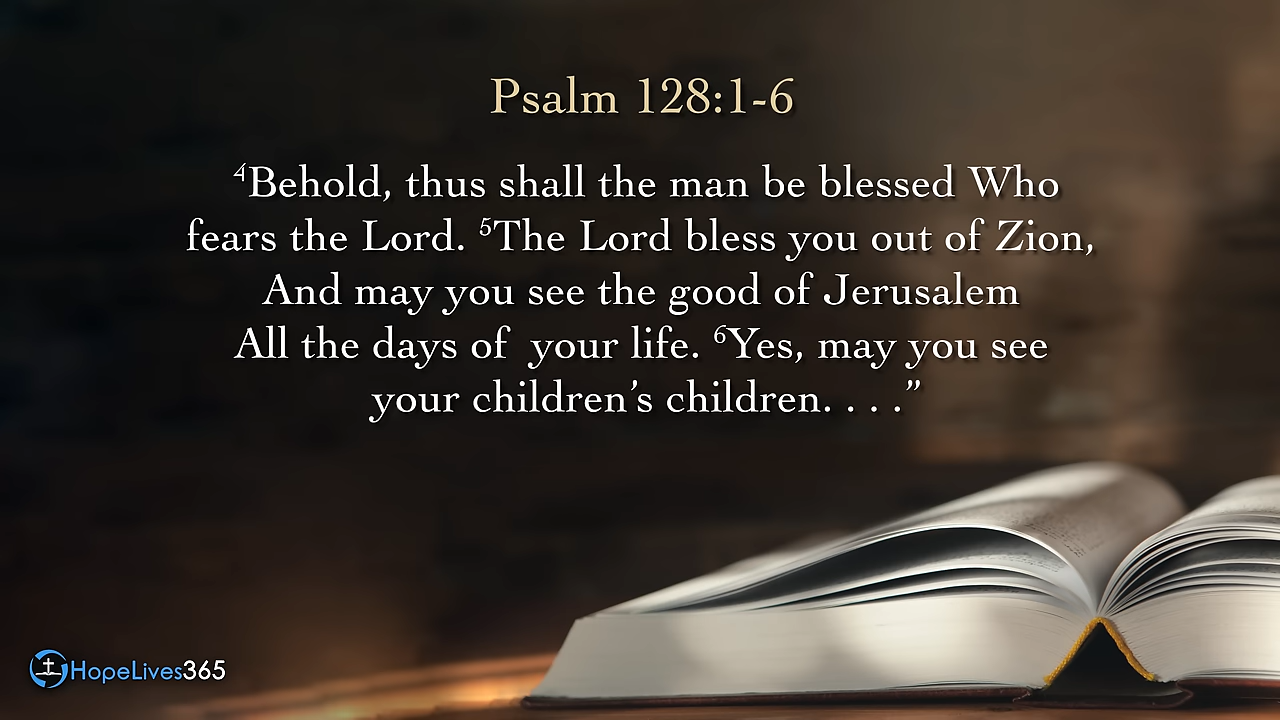 Psalm 128:1-6
⁴Behold, thus shall the man be blessed Who
fears the Lord. ⁵The Lord bless you out of Zion,
And may you see the good of Jerusalem
All the days of  your life. ⁶Yes, may you see
your children’s children. . . .”
HopeLives365